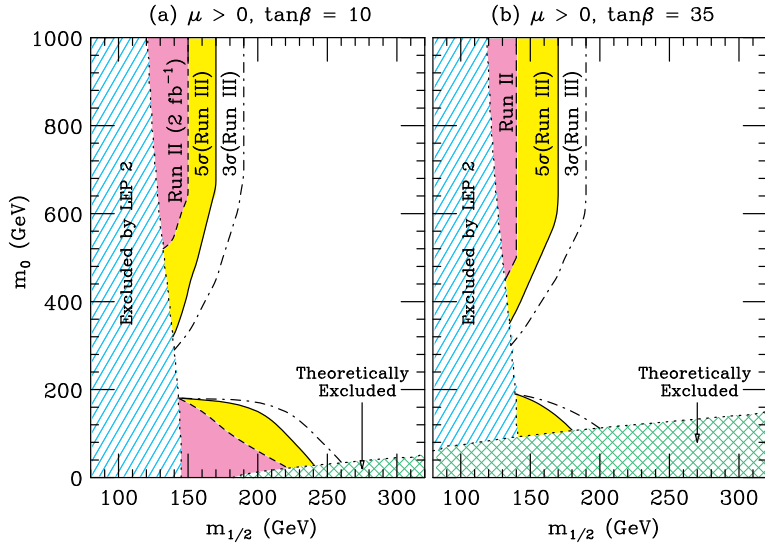 (a) μ > 0, tanβ = 10
(b) μ > 0, tanβ = 35
1000
800
600
400
200
0
m₀ (GeV)
Excluded by LEP 2
Run II (2 fb⁻¹)
5σ(Run III)
3σ(Run III)
Theoretically
Excluded
100
150
200
250
300
m₁/₂ (GeV)
Excluded by LEP 2
Run II
5σ(Run III)
3σ(Run III)
Theoretically
Excluded
100
150
200
250
300
m₁/₂ (GeV)